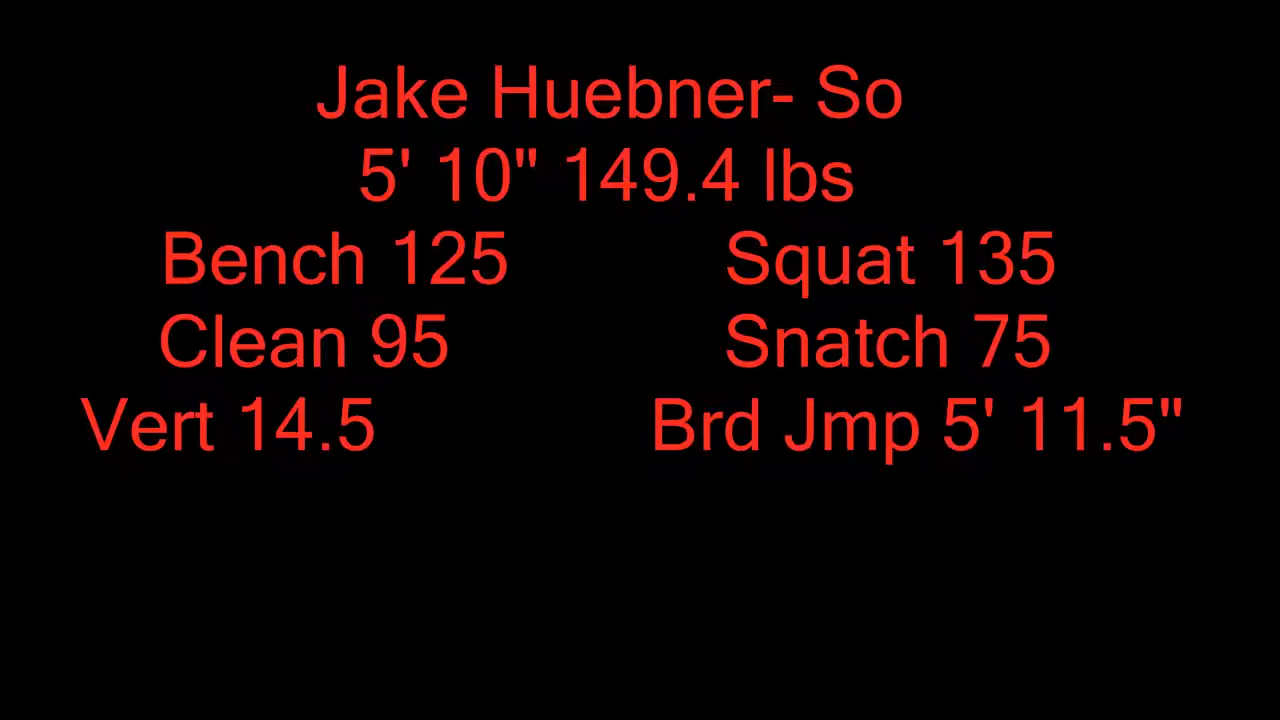 Jake Huebner- So
5' 10" 149.4 lbs
Bench 125 Squat 135
Clean 95 Snatch 75
Vert 14.5 Brd Jmp 5' 11.5"